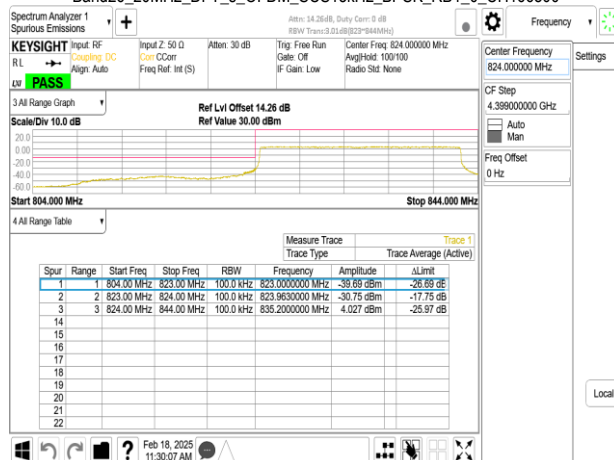 Spectrum Analyzer 1
Spurious Emissions
Attn: 14.26dB, Duty Corr: 0 dB
RBW Trans:3.01dB(823~844MHz)
Frequency
Settings
KEYSIGHT
RL
LXI
PASS
Input: RF
Coupling: DC
Align: Auto
Input Z: 50 Ω
Corr CCorr
Freq Ref: Int (S)
Atten: 30 dB
Trig: Free Run
Gate: Off
IF Gain: Low
Center Freq: 824.000000 MHz
Avg|Hold: 100/100
Radio Std: None
Center Frequency
824.000000 MHz
CF Step
4.399000000 GHz
Auto
Man
Freq Offset
0 Hz
3 All Range Graph
Scale/Div 10.0 dB
Ref Lvl Offset 14.26 dB
Ref Value 30.00 dBm
20.0
0.00
-20.0
-40.0
-60.0
Start 804.000 MHz
Stop 844.000 MHz
4 All Range Table
Measure Trace Trace 1
Trace Type Trace Average (Active)
Spur Range Start Freq Stop Freq RBW Frequency Amplitude ΔLimit
1 1 804.00 MHz 823.00 MHz 100.0 kHz 823.0000000 MHz -39.69 dBm -26.69 dB
2 2 823.00 MHz 824.00 MHz 100.0 kHz 823.9630000 MHz -30.75 dBm -17.75 dB
3 3 824.00 MHz 844.00 MHz 100.0 kHz 835.2000000 MHz 4.027 dBm -25.97 dB
14
15
16
17
18
19
20
21
22
Local
Feb 18, 2025
11:30:07 AM